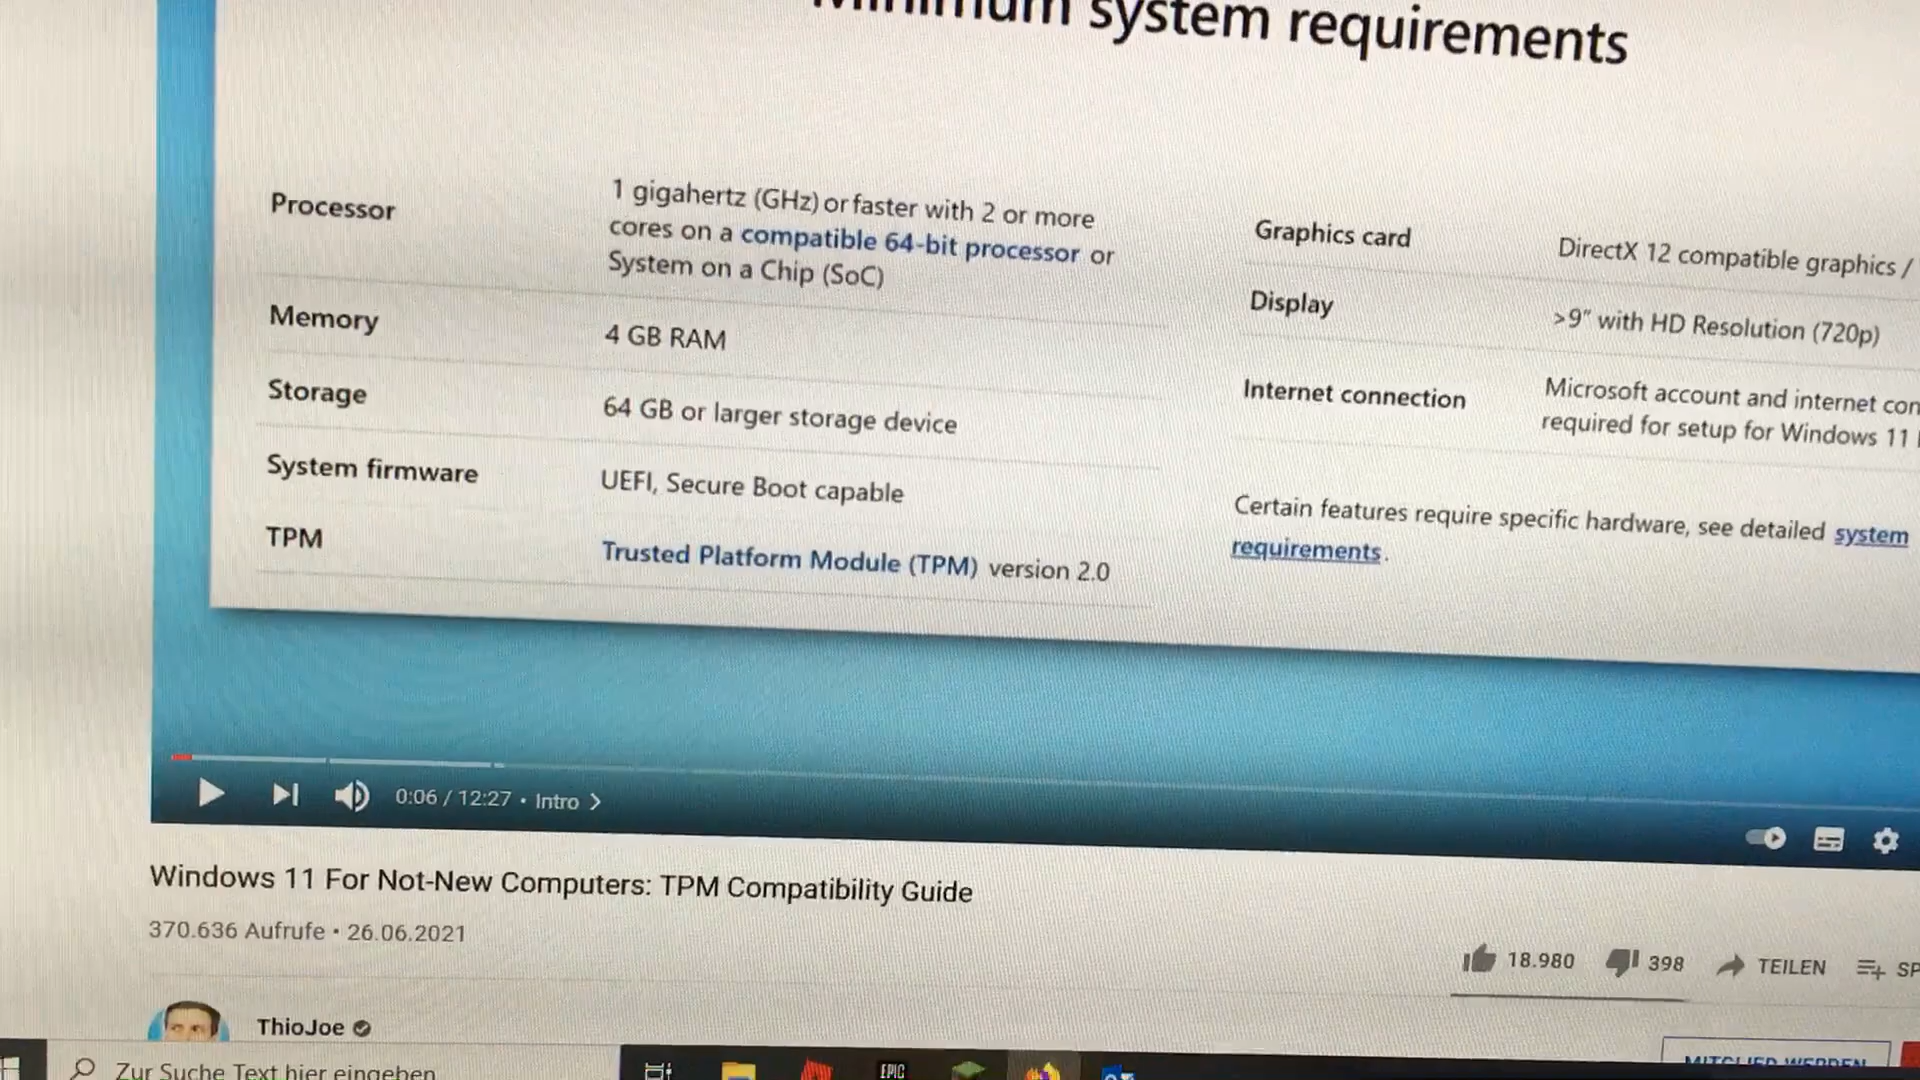 Minimum system requirements
Processor
1 gigahertz (GHz) or faster with 2 or more
cores on a compatible 64-bit processor or
System on a Chip (SoC)
Memory
4 GB RAM
Storage
64 GB or larger storage device
System firmware
UEFI, Secure Boot capable
TPM
Trusted Platform Module (TPM) version 2.0
Graphics card
DirectX 12 compatible graphics /
Display
>9” with HD Resolution (720p)
Internet connection
Microsoft account and internet con
required for setup for Windows 11
Certain features require specific hardware, see detailed system
requirements.
0:06 / 12:27 • Intro >
Windows 11 For Not-New Computers: TPM Compatibility Guide
370.636 Aufrufe • 26.06.2021
18.980
398
TEILEN
SP
ThioJoe
MITGLIED WERDEN
Zur Suche Text hier eingeben
EPIC